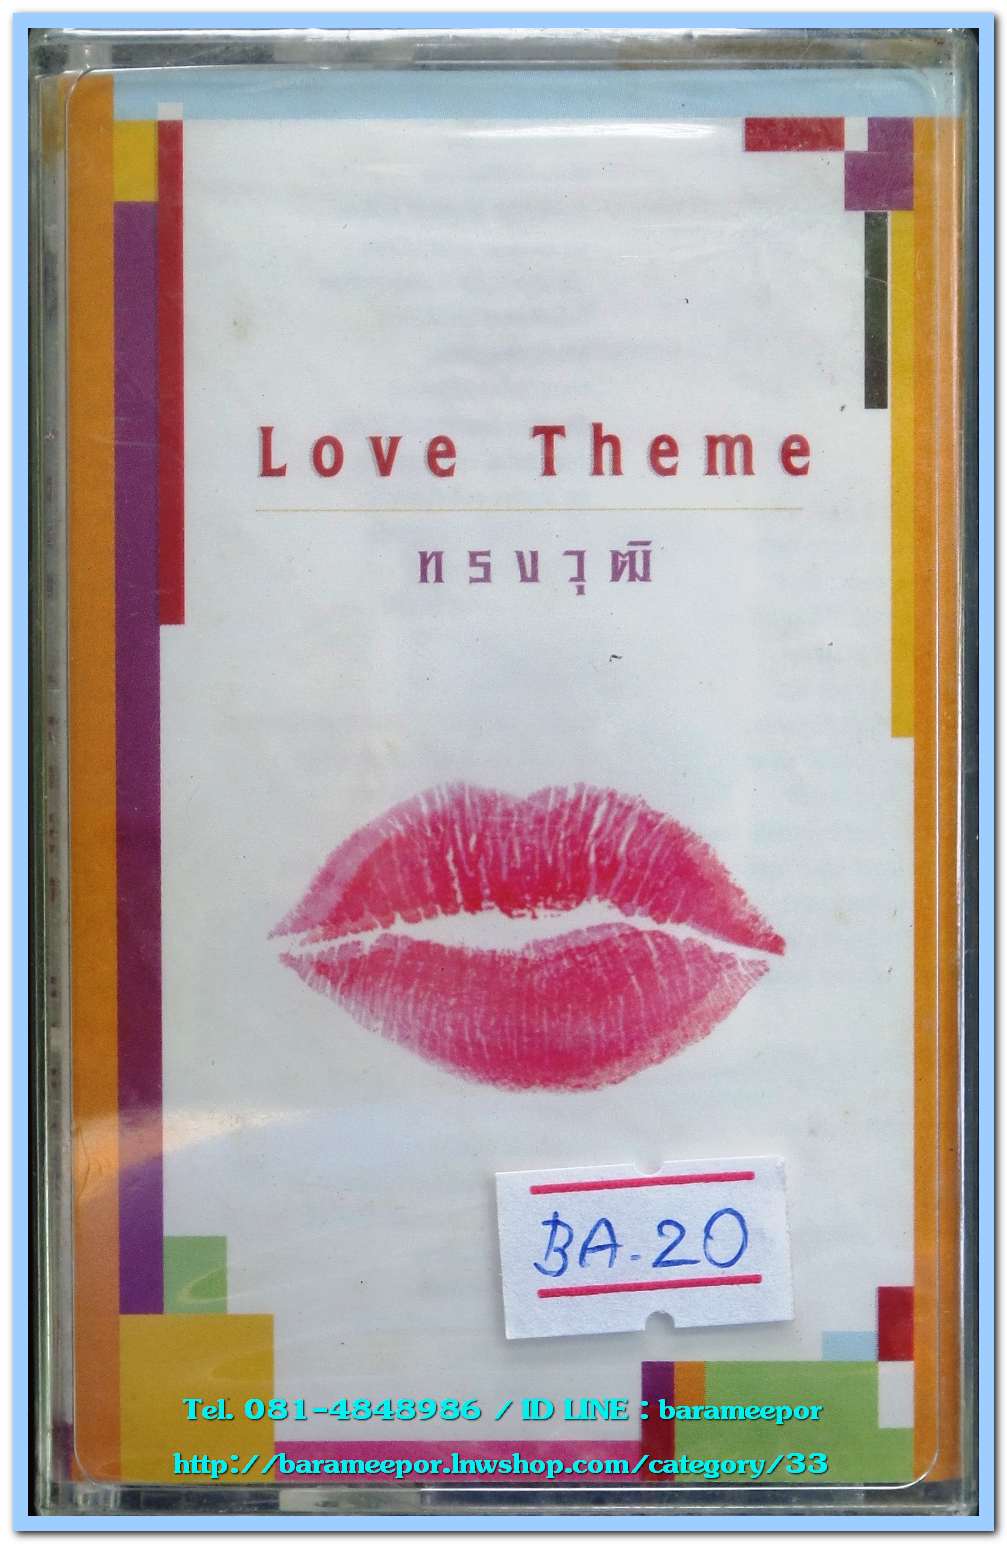 Love Theme
ทรงวุฒิ
BA-20
Tel. 081-4848986 / ID LINE : barameepor
http://barameepor.lnwshop.com/category/33